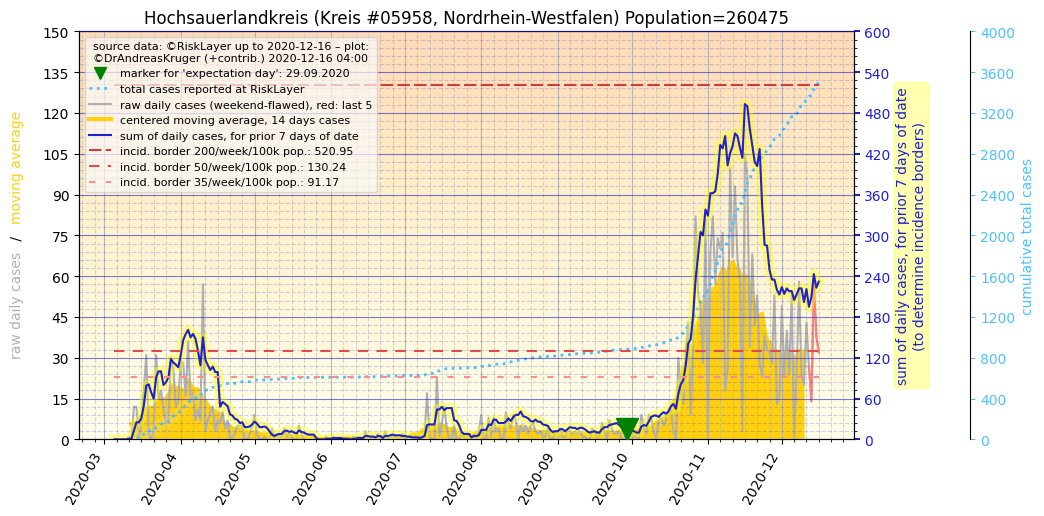 Hochsauerlandkreis (Kreis #05958, Nordrhein-Westfalen) Population=260475
source data: ©RiskLayer up to 2020-12-16 – plot:
©DrAndreasKruger (+contrib.) 2020-12-16 04:00
marker for 'expectation day': 29.09.2020
total cases reported at RiskLayer
raw daily cases (weekend-flawed), red: last 5
centered moving average, 14 days cases
sum of daily cases, for prior 7 days of date
incid. border 200/week/100k pop.: 520.95
incid. border 50/week/100k pop.: 130.24
incid. border 35/week/100k pop.: 91.17
raw daily cases / moving average
150
135
120
105
90
75
60
45
30
15
0
2020-03
2020-04
2020-05
2020-06
2020-07
2020-08
2020-09
2020-10
2020-11
2020-12
600
540
480
420
360
300
240
180
120
60
0
sum of daily cases, for prior 7 days of date
(to determine incidence borders)
4000
3600
3200
2800
2400
2000
1600
1200
800
400
0
cumulative total cases